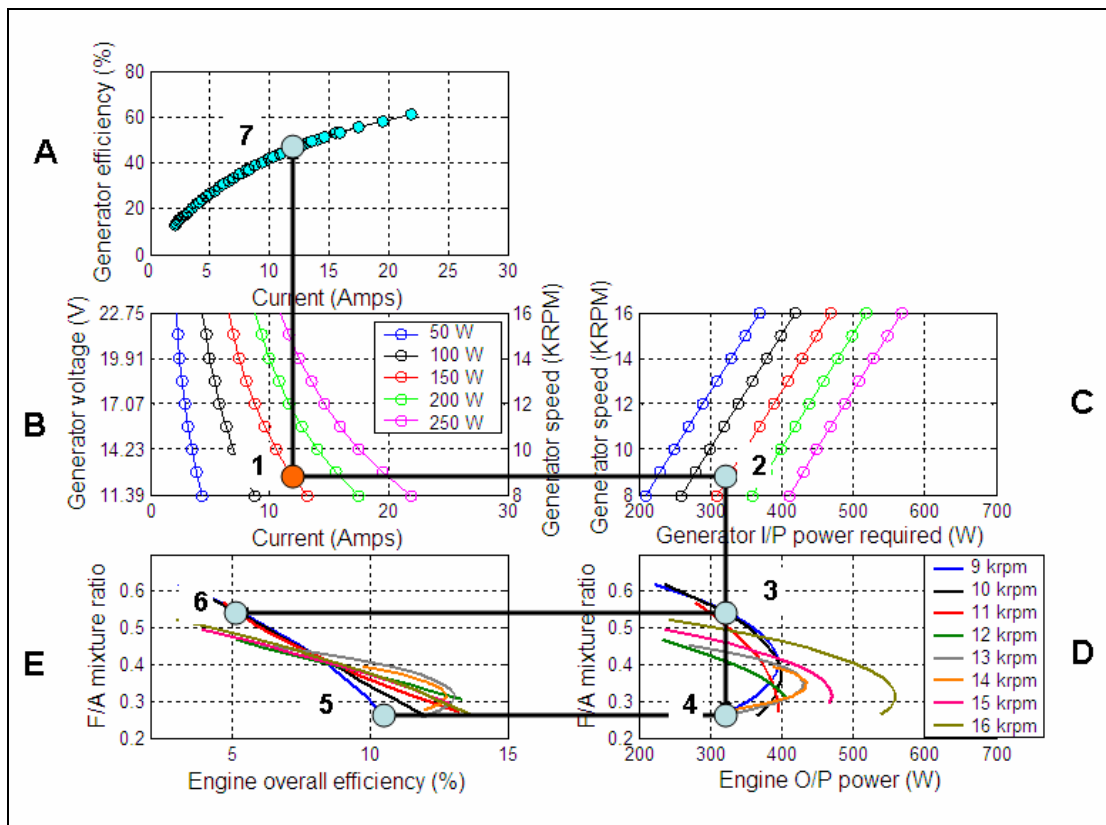 A
Generator efficiency (%)
80
60
40
20
0
7
0
5
10
15
20
25
30
Current (Amps)
B
Generator voltage (V)
22.75
19.91
17.07
14.23
11.39
1
50 W
100 W
150 W
200 W
250 W
16
14
12
10
8
Generator speed (KRPM)
0
10
20
30
Current (Amps)
Generator speed (KRPM)
16
14
12
10
8
2
C
200
300
400
500
600
700
Generator I/P power required (W)
E
F/A mixture ratio
0.6
0.5
0.4
0.3
0.2
6
5
5
10
15
Engine overall efficiency (%)
F/A mixture ratio
0.6
0.5
0.4
0.3
0.2
3
4
D
9 krpm
10 krpm
11 krpm
12 krpm
13 krpm
14 krpm
15 krpm
16 krpm
200
300
400
500
600
700
Engine O/P power (W)